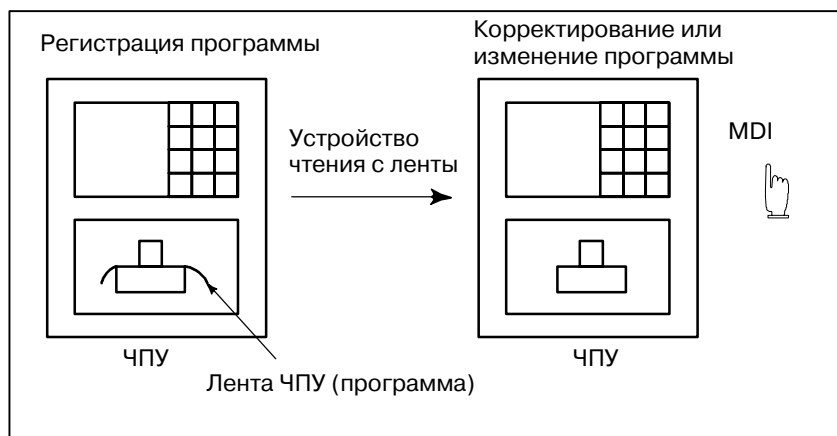 Регистрация программы
Корректирование или
изменение программы
Устройство
чтения с ленты
MDI
ЧПУ
ЧПУ
Лента ЧПУ (программа)